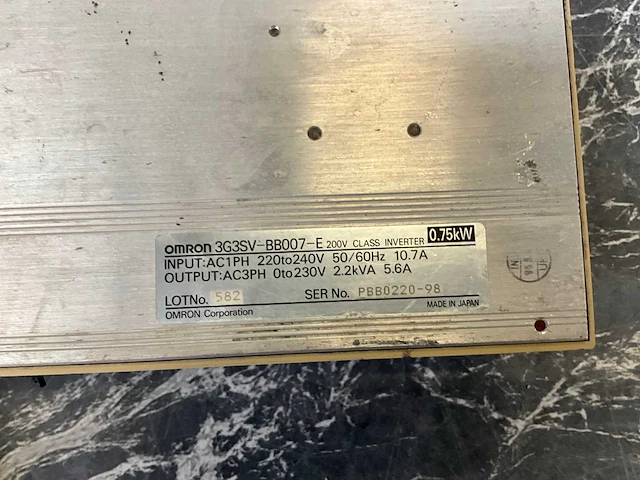 OMRON 3G3SV-BB007-E 200V CLASS INVERTER 0.75kW
INPUT:AC1PH 220to240V 50/60Hz 10.7A
OUTPUT:AC3PH 0to230V 2.2kVA 5.6A
LOTNo. 582 SER No. PBB0220-98
OMRON Corporation MADE IN JAPAN